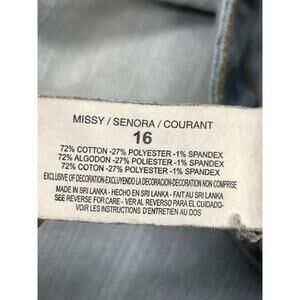 MISSY / SENORA / COURANT
16
72% COTTON -27% POLYESTER -1% SPANDEX
72% ALGODON -27% POLIESTER -1% SPANDEX
72% COTON -27% POLYESTER -1% SPANDEX
EXCLUSIVE OF DECORATION-EXCLUYENDO LA DECORACION-DECORATION NON COMPRISE
MADE IN SRI LANKA - HECHO EN SRI LANKA - FAIT AU SRI LANKA
SEE REVERSE FOR CARE - VER AL REVERSO PARA EL CUIDADO-
VOIR LES INSTRUCTIONS D'ENTRETIEN AU DOS